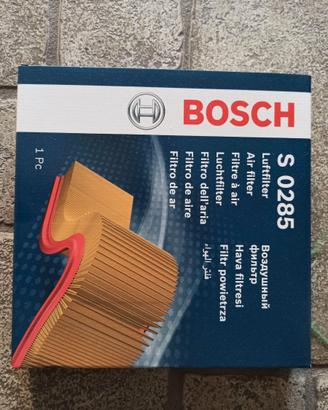 BOSCH
S 0285
Luftfilter
Air filter
Filtre à air
Luchtfilter
Filtro dell'aria
Filtro de aire
Filtro de ar
Воздушный
фильтр
Hava filtresi
Filtr powietrza
فلتر الهواء
1 Pc